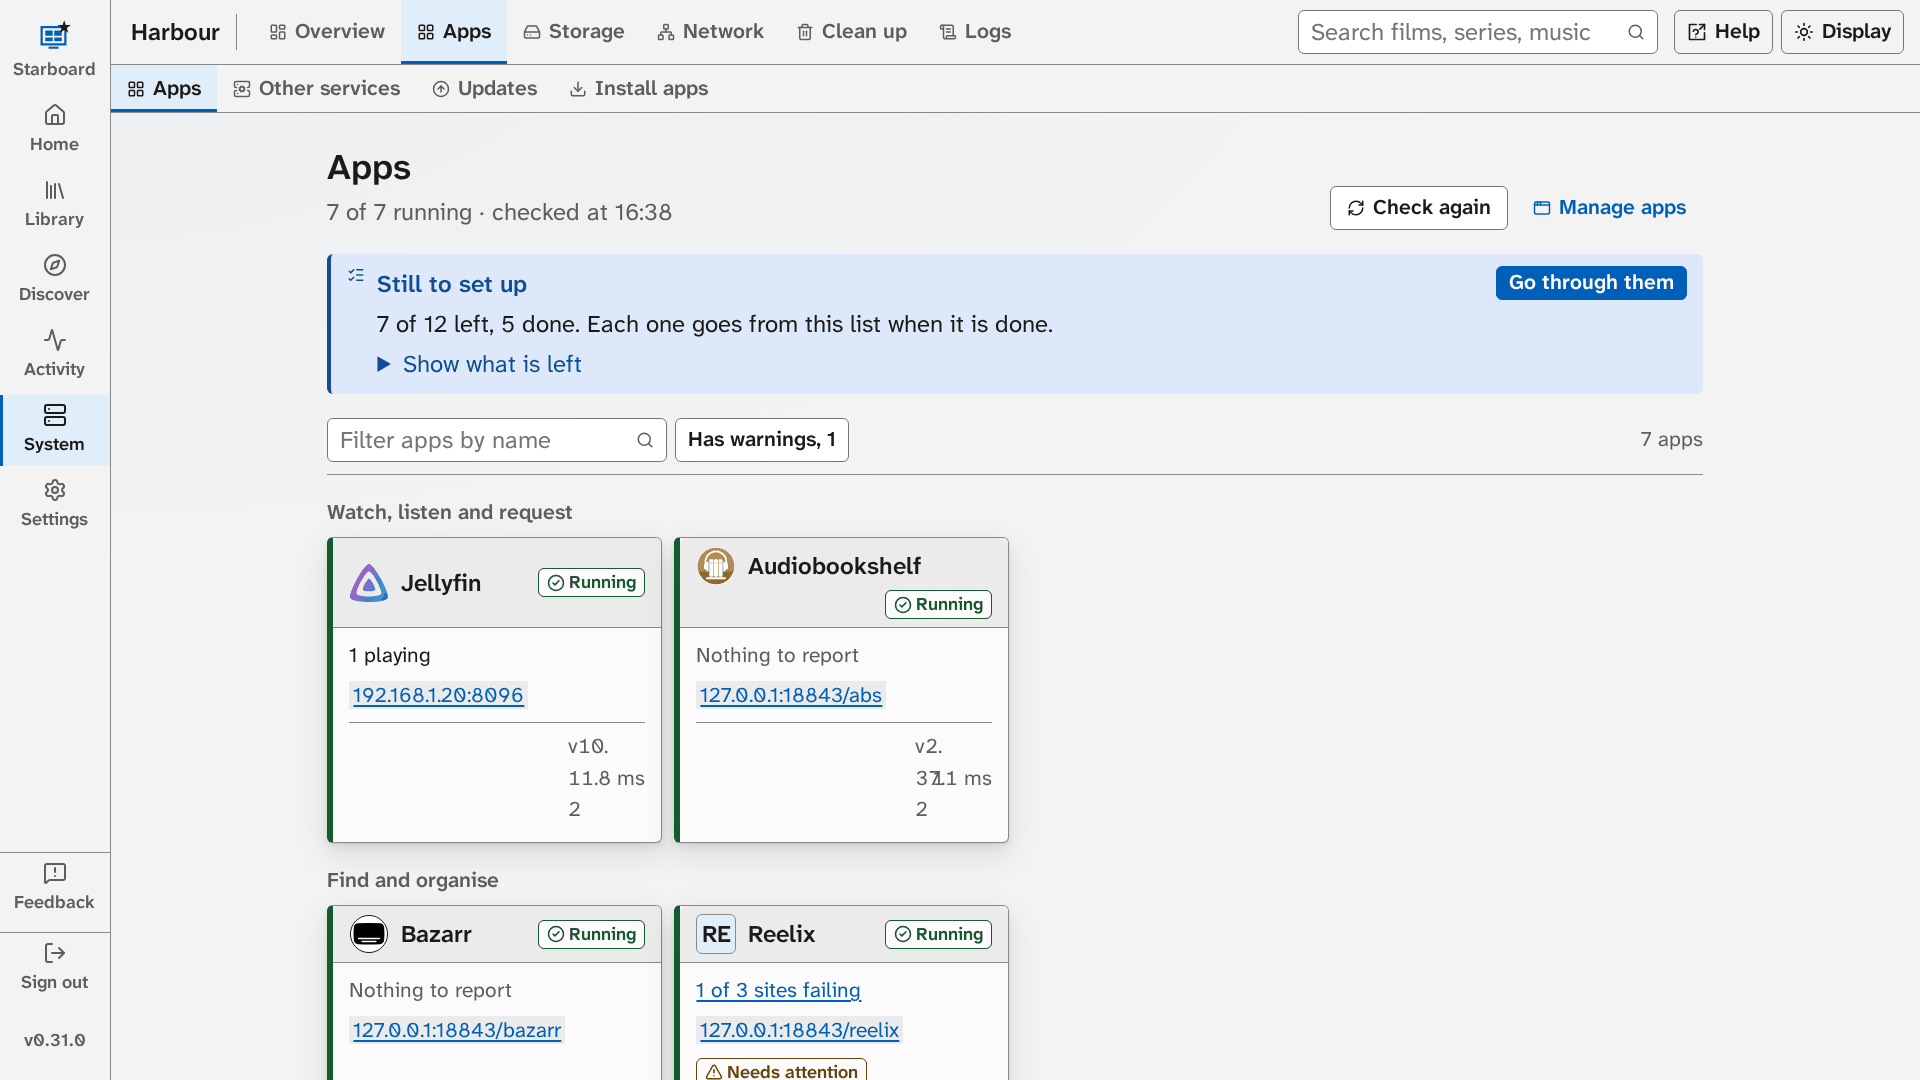 Starboard
Home
Library
Discover
Activity
System
Settings
Feedback
Sign out
v0.31.0
Harbour
Overview
Apps
Storage
Network
Clean up
Logs
Search films, series, music
Help
Display
Apps
Other services
Updates
Install apps
Apps
7 of 7 running · checked at 16:38
Check again
Manage apps
Still to set up
Go through them
7 of 12 left, 5 done. Each one goes from this list when it is done.
Show what is left
Filter apps by name
Has warnings, 1
7 apps
Watch, listen and request
Jellyfin
Running
1 playing
192.168.1.20:8096
v10.
11.8 ms
2
Audiobookshelf
Running
Nothing to report
127.0.0.1:18843/abs
v2.
ms
2
Find and organise
Bazarr
Running
Nothing to report
127.0.0.1:18843/bazarr
RE
Reelix
Running
1 of 3 sites failing
127.0.0.1:18843/reelix
Needs attention